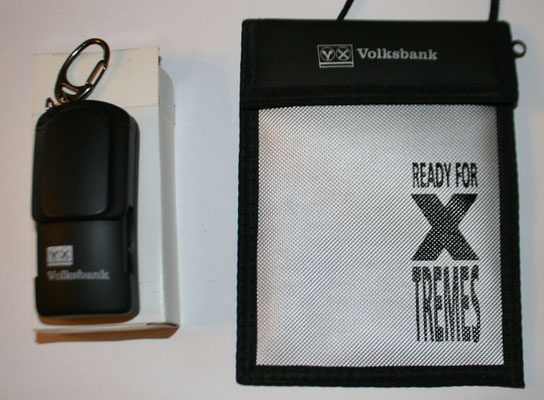 Volksbank
Volksbank
READY FOR
X
TREMES